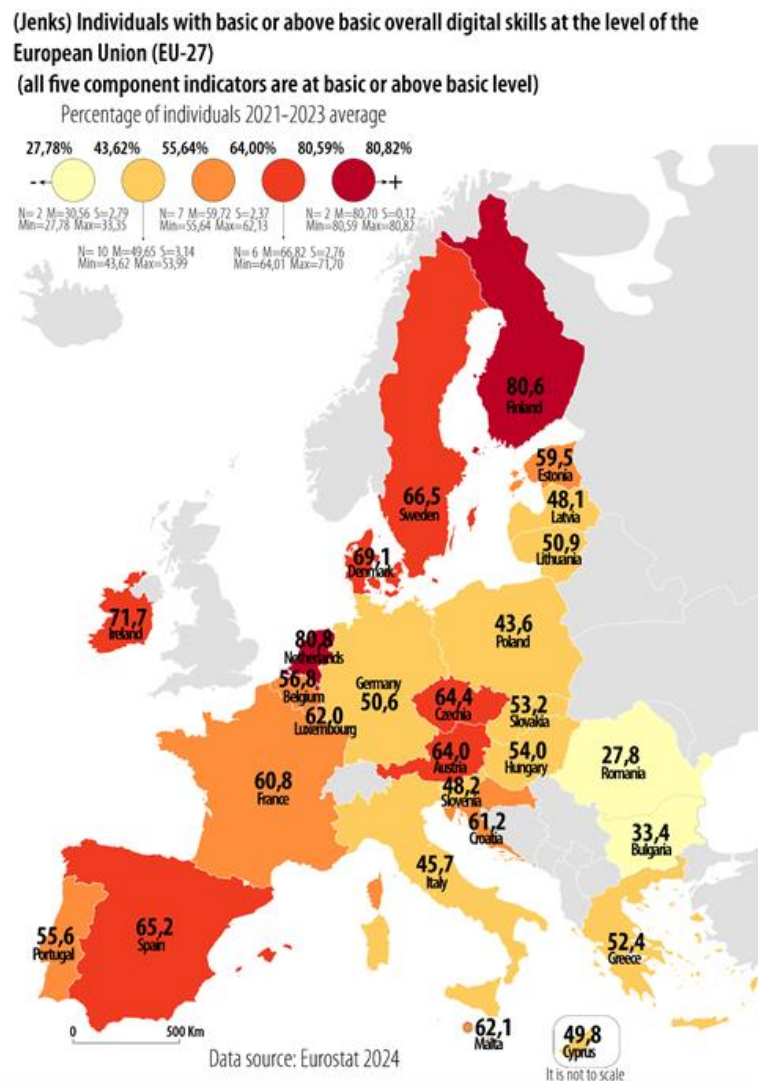 (Jenks) Individuals with basic or above basic overall digital skills at the level of the
European Union (EU-27)
(all five component indicators are at basic or above basic level)
Percentage of individuals 2021-2023 average
27,78% 43,62% 55,64% 64,00% 80,59% 80,82%
- +
N= 2 M=30,56 S=2,79
Min=27,78 Max=33,35
N= 7 M=59,72 S=2,37
Min=55,64 Max=62,13
N= 2 M=80,70 S=0,12
Min=80,59 Max=80,82
N= 10 M=49,65 S=3,14
Min=43,62 Max=53,99
N= 6 M=66,82 S=2,76
Min=64,01 Max=71,70
80,6
Finland
59,5
Estonia
66,5
Sweden
48,1
Latvia
50,9
Lithuania
69,1
Denmark
71,7
Ireland
43,6
Poland
80,8
Netherlands
56,8
Belgium
Germany
50,6
62,0
Luxembourg
64,4
Czechia
53,2
Slovakia
64,0
Austria
54,0
Hungary
27,8
Romania
60,8
France
48,2
Slovenia
61,2
Croatia
33,4
Bulgaria
45,7
Italy
55,6
Portugal
65,2
Spain
52,4
Greece
62,1
Malta
49,8
Cyprus
It is not to scale
0 500 Km
Data source: Eurostat 2024